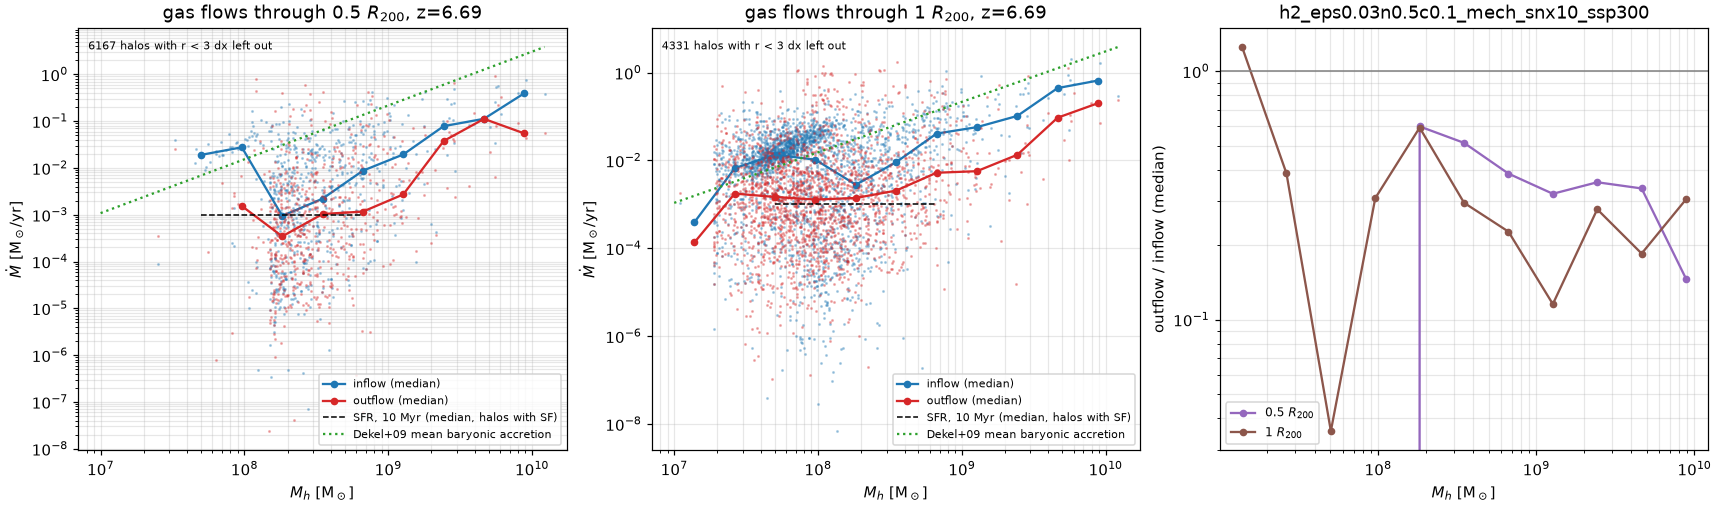 gas flows through 0.5 R₂₀₀, z=6.69
6167 halos with r < 3 dx left out
10⁰
10⁻¹
10⁻²
10⁻³
10⁻⁴
10⁻⁵
10⁻⁶
10⁻⁷
10⁻⁸
Ṁ [M⊙/yr]
inflow (median)
outflow (median)
SFR, 10 Myr (median, halos with SF)
Dekel+09 mean baryonic accretion
10⁷ 10⁸ 10⁹ 10¹⁰
Mₕ [M⊙]
gas flows through 1 R₂₀₀, z=6.69
4331 halos with r < 3 dx left out
10⁰
10⁻²
10⁻⁴
10⁻⁶
10⁻⁸
Ṁ [M⊙/yr]
inflow (median)
outflow (median)
SFR, 10 Myr (median, halos with SF)
Dekel+09 mean baryonic accretion
10⁷ 10⁸ 10⁹ 10¹⁰
Mₕ [M⊙]
h2_eps0.03n0.5c0.1_mech_snx10_ssp300
10⁰
10⁻¹
outflow / inflow (median)
0.5 R₂₀₀
1 R₂₀₀
10⁸ 10⁹ 10¹⁰
Mₕ [M⊙]